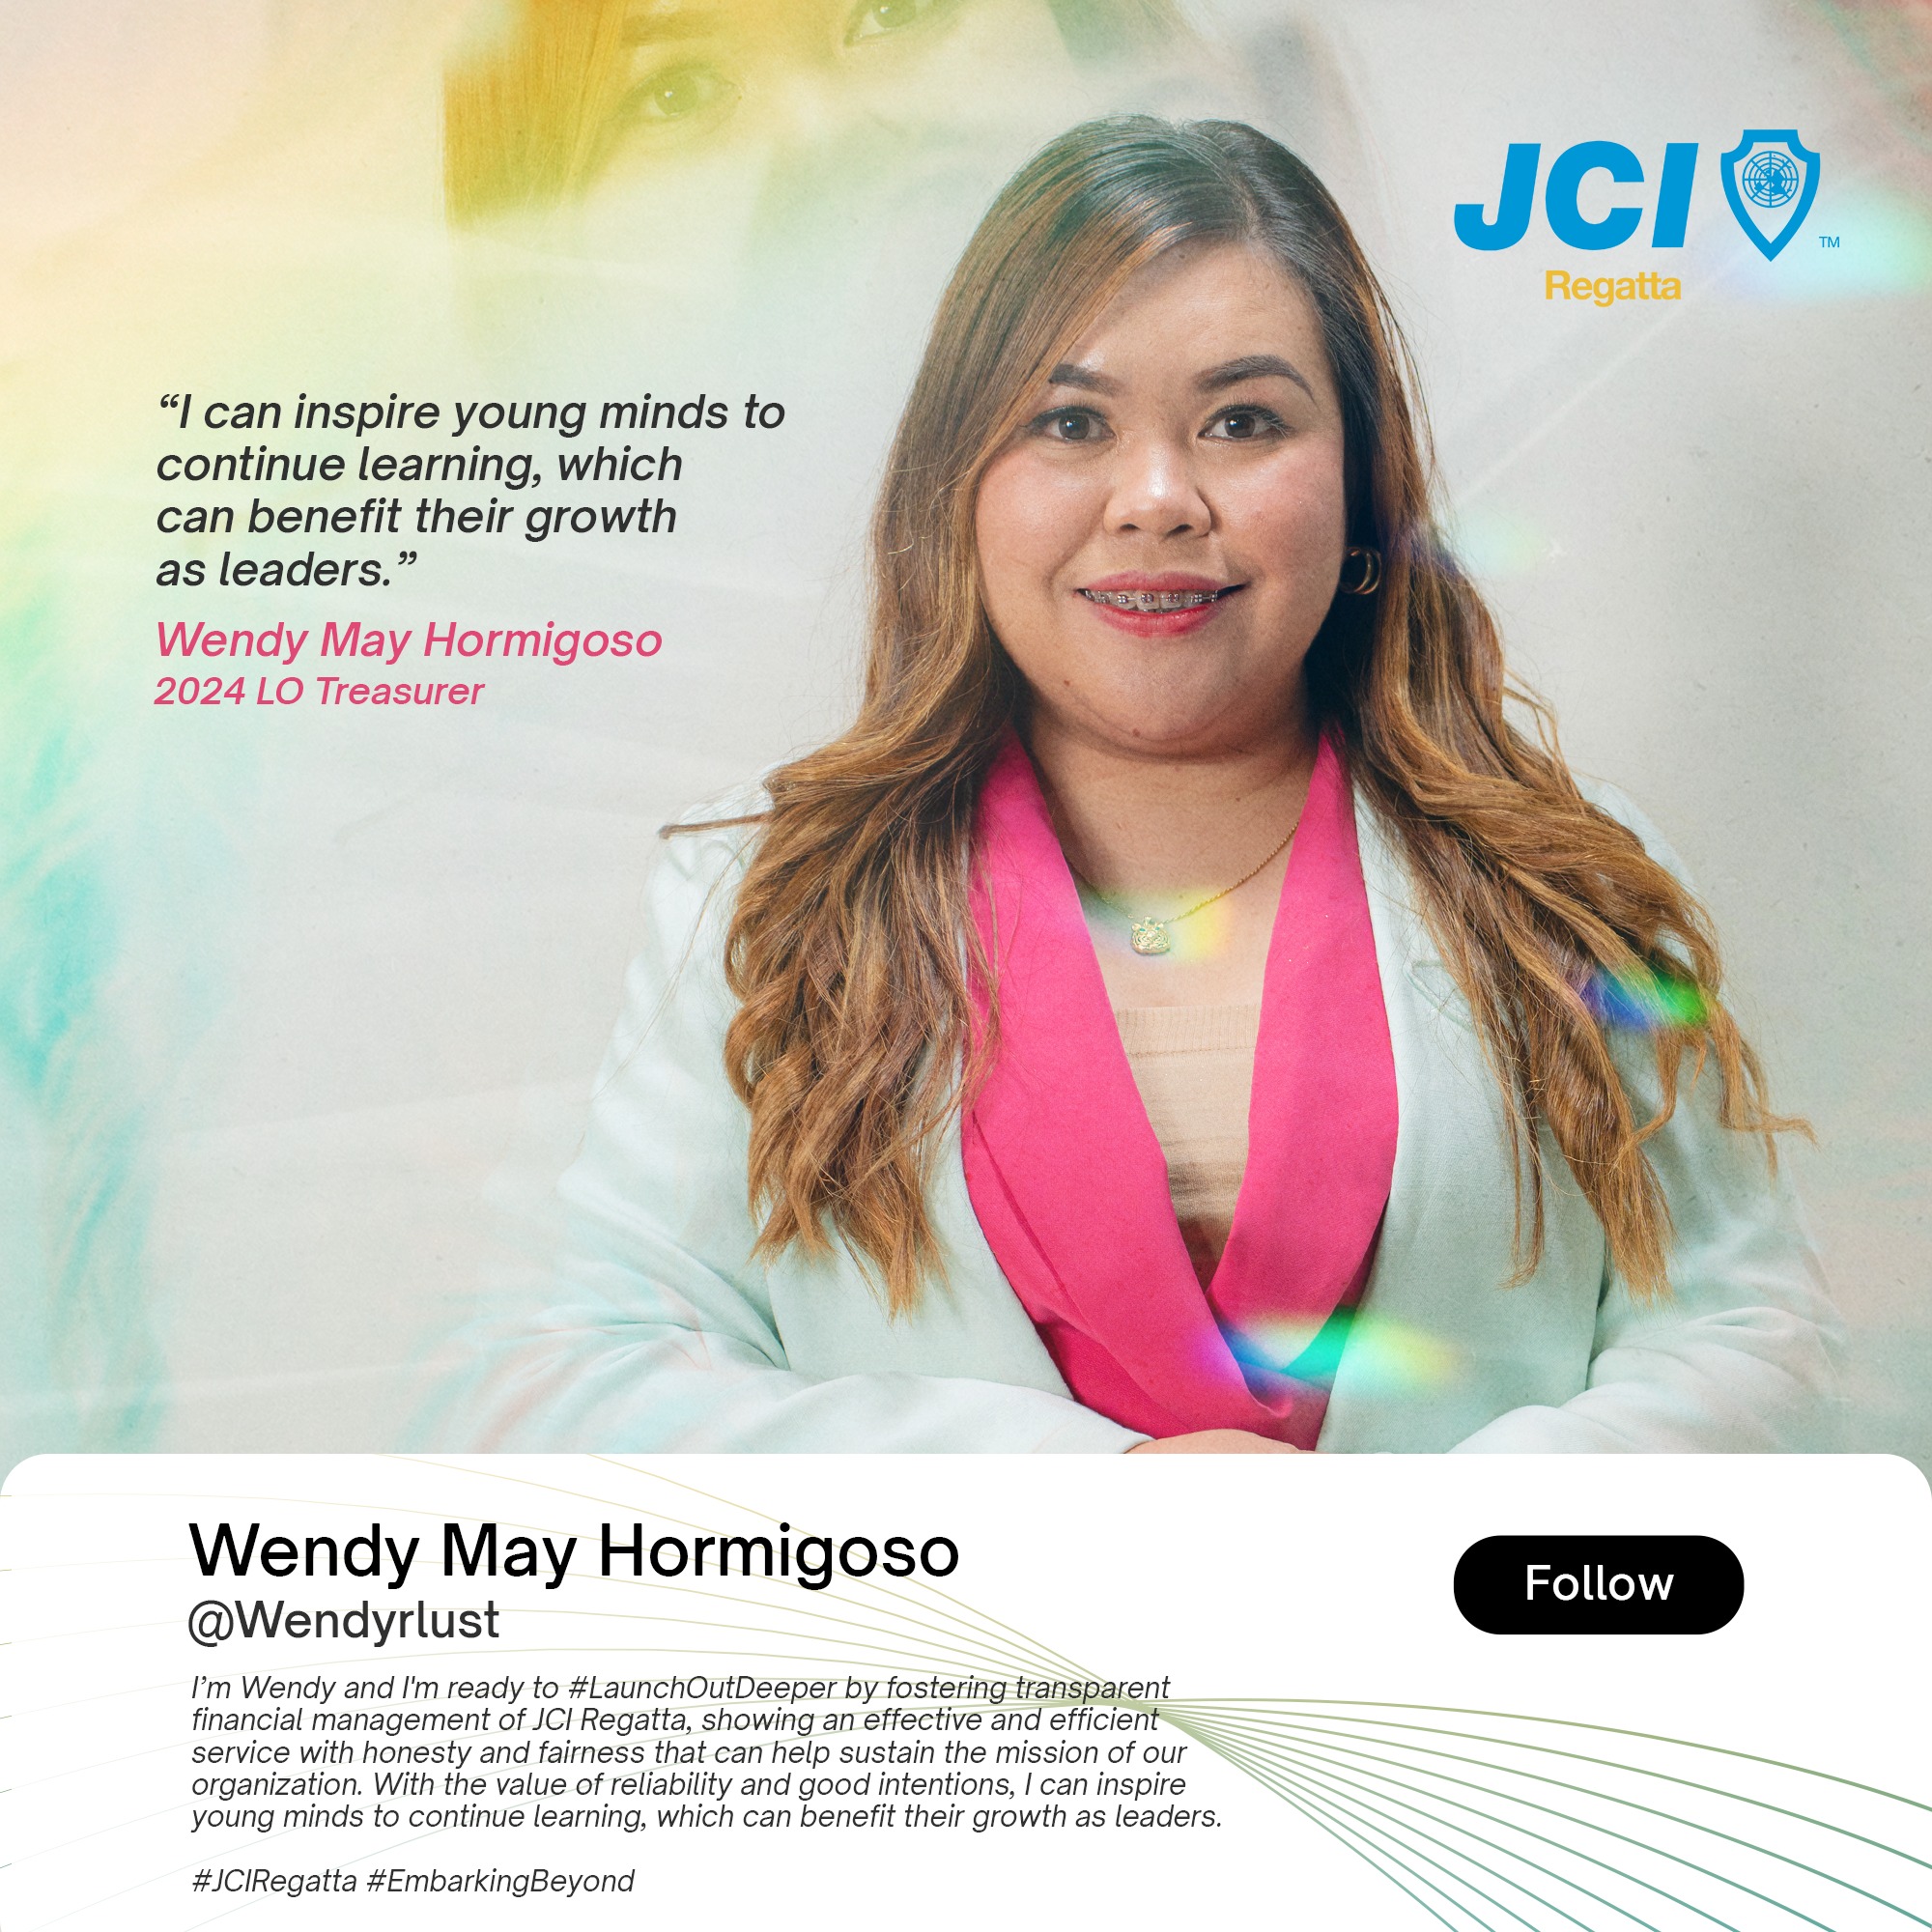 JCI
TM
Regatta
“I can inspire young minds to
continue learning, which
can benefit their growth
as leaders.”
Wendy May Hormigoso
2024 LO Treasurer
Wendy May Hormigoso
@Wendyrlust
Follow
I’m Wendy and I'm ready to #LaunchOutDeeper by fostering transparent
financial management of JCI Regatta, showing an effective and efficient
service with honesty and fairness that can help sustain the mission of our
organization. With the value of reliability and good intentions, I can inspire
young minds to continue learning, which can benefit their growth as leaders.
#JCIRegatta #EmbarkingBeyond